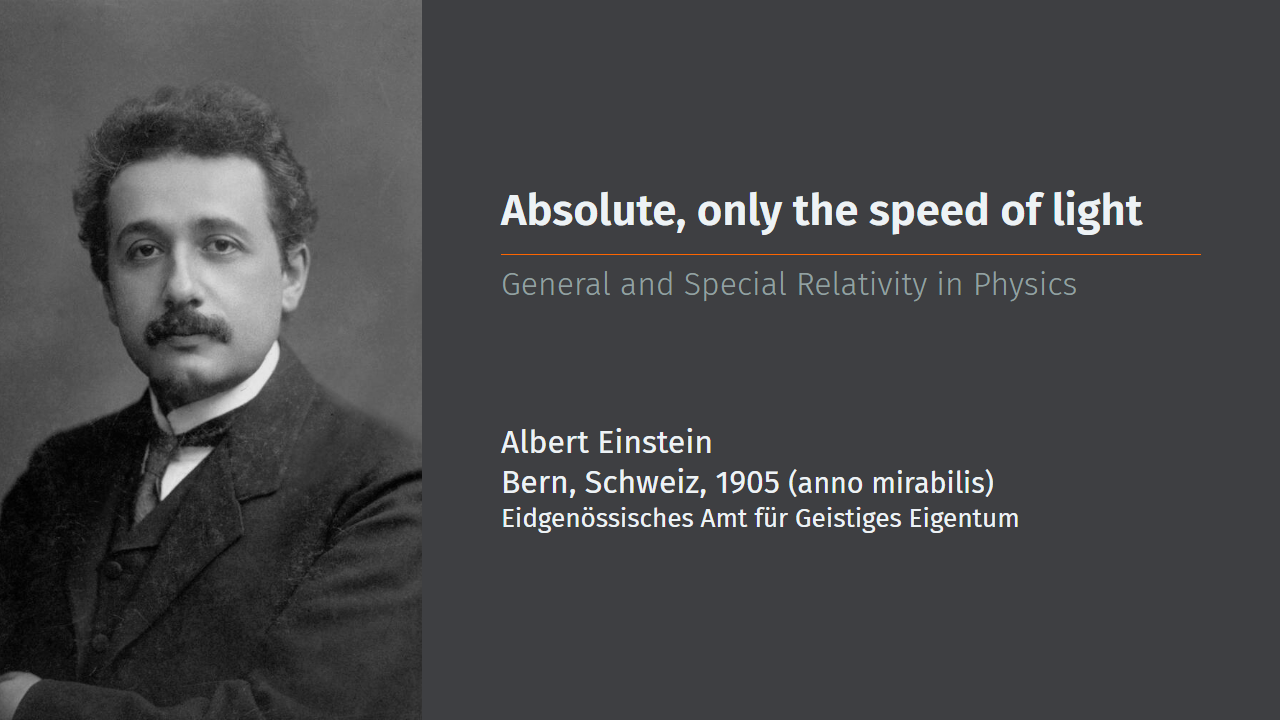 Absolute, only the speed of light
General and Special Relativity in Physics
Albert Einstein
Bern, Schweiz, 1905 (anno mirabilis)
Eidgenössisches Amt für Geistiges Eigentum